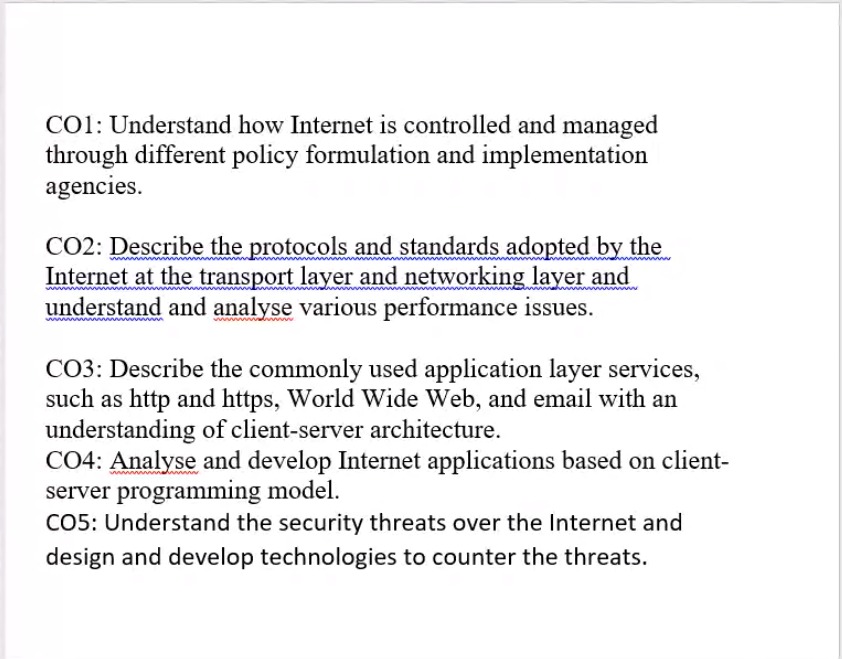 CO1: Understand how Internet is controlled and managed
through different policy formulation and implementation
agencies.
CO2: Describe the protocols and standards adopted by the
Internet at the transport layer and networking layer and
understand and analyse various performance issues.
CO3: Describe the commonly used application layer services,
such as http and https, World Wide Web, and email with an
understanding of client-server architecture.
CO4: Analyse and develop Internet applications based on client-
server programming model.
CO5: Understand the security threats over the Internet and
design and develop technologies to counter the threats.